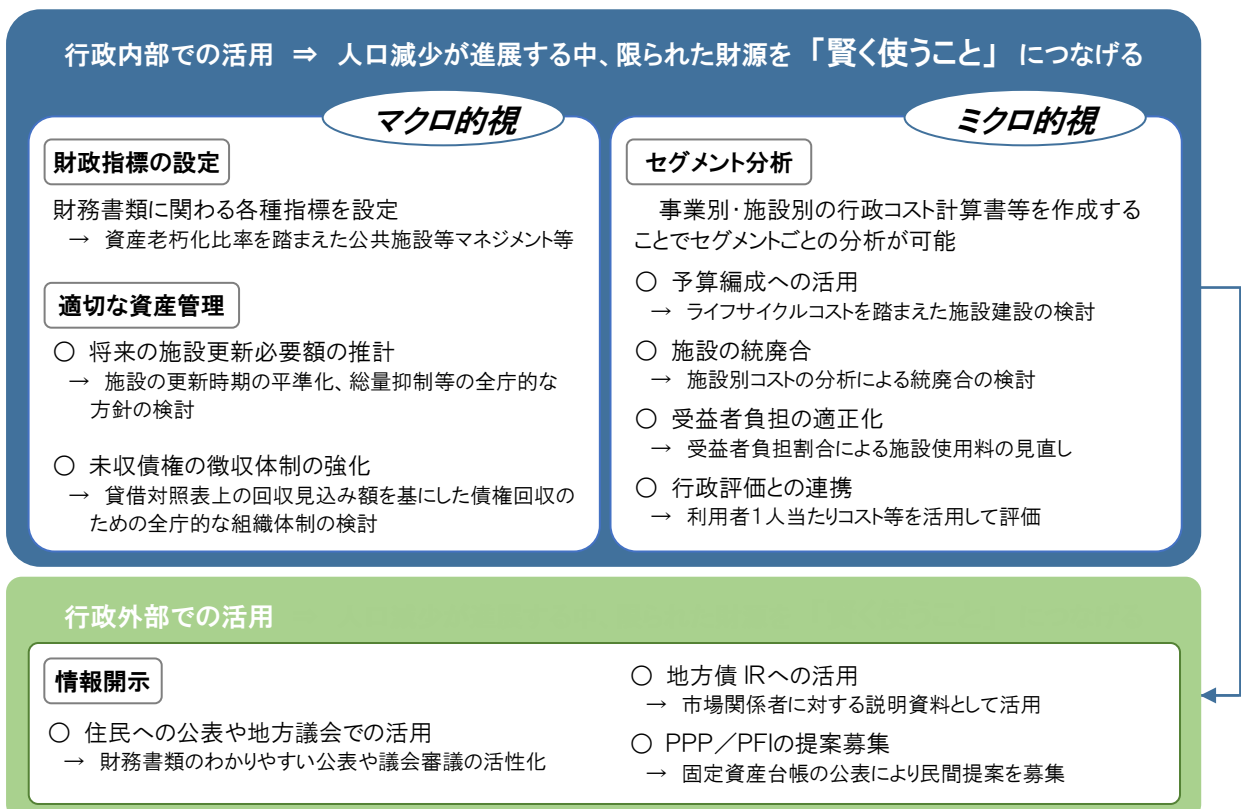 行政内部での活用 ⇒ 人口減少が進展する中、限られた財源を 「賢く使うこと」 につなげる
マクロ的視
財政指標の設定
財務書類に関わる各種指標を設定
→ 資産老朽化比率を踏まえた公共施設等マネジメント等
適切な資産管理
○ 将来の施設更新必要額の推計
→ 施設の更新時期の平準化、総量抑制等の全庁的な
方針の検討
○ 未収債権の徴収体制の強化
→ 貸借対照表上の回収見込み額を基にした債権回収の
ための全庁的な組織体制の検討
ミクロ的視
セグメント分析
事業別・施設別の行政コスト計算書等を作成する
ことでセグメントごとの分析が可能
○ 予算編成への活用
→ ライフサイクルコストを踏まえた施設建設の検討
○ 施設の統廃合
→ 施設別コストの分析による統廃合の検討
○ 受益者負担の適正化
→ 受益者負担割合による施設使用料の見直し
○ 行政評価との連携
→ 利用者1人当たりコスト等を活用して評価
行政外部での活用
情報開示
○ 住民への公表や地方議会での活用
→ 財務書類のわかりやすい公表や議会審議の活性化
○ 地方債 IRへの活用
→ 市場関係者に対する説明資料として活用
○ PPP/PFIの提案募集
→ 固定資産台帳の公表により民間提案を募集